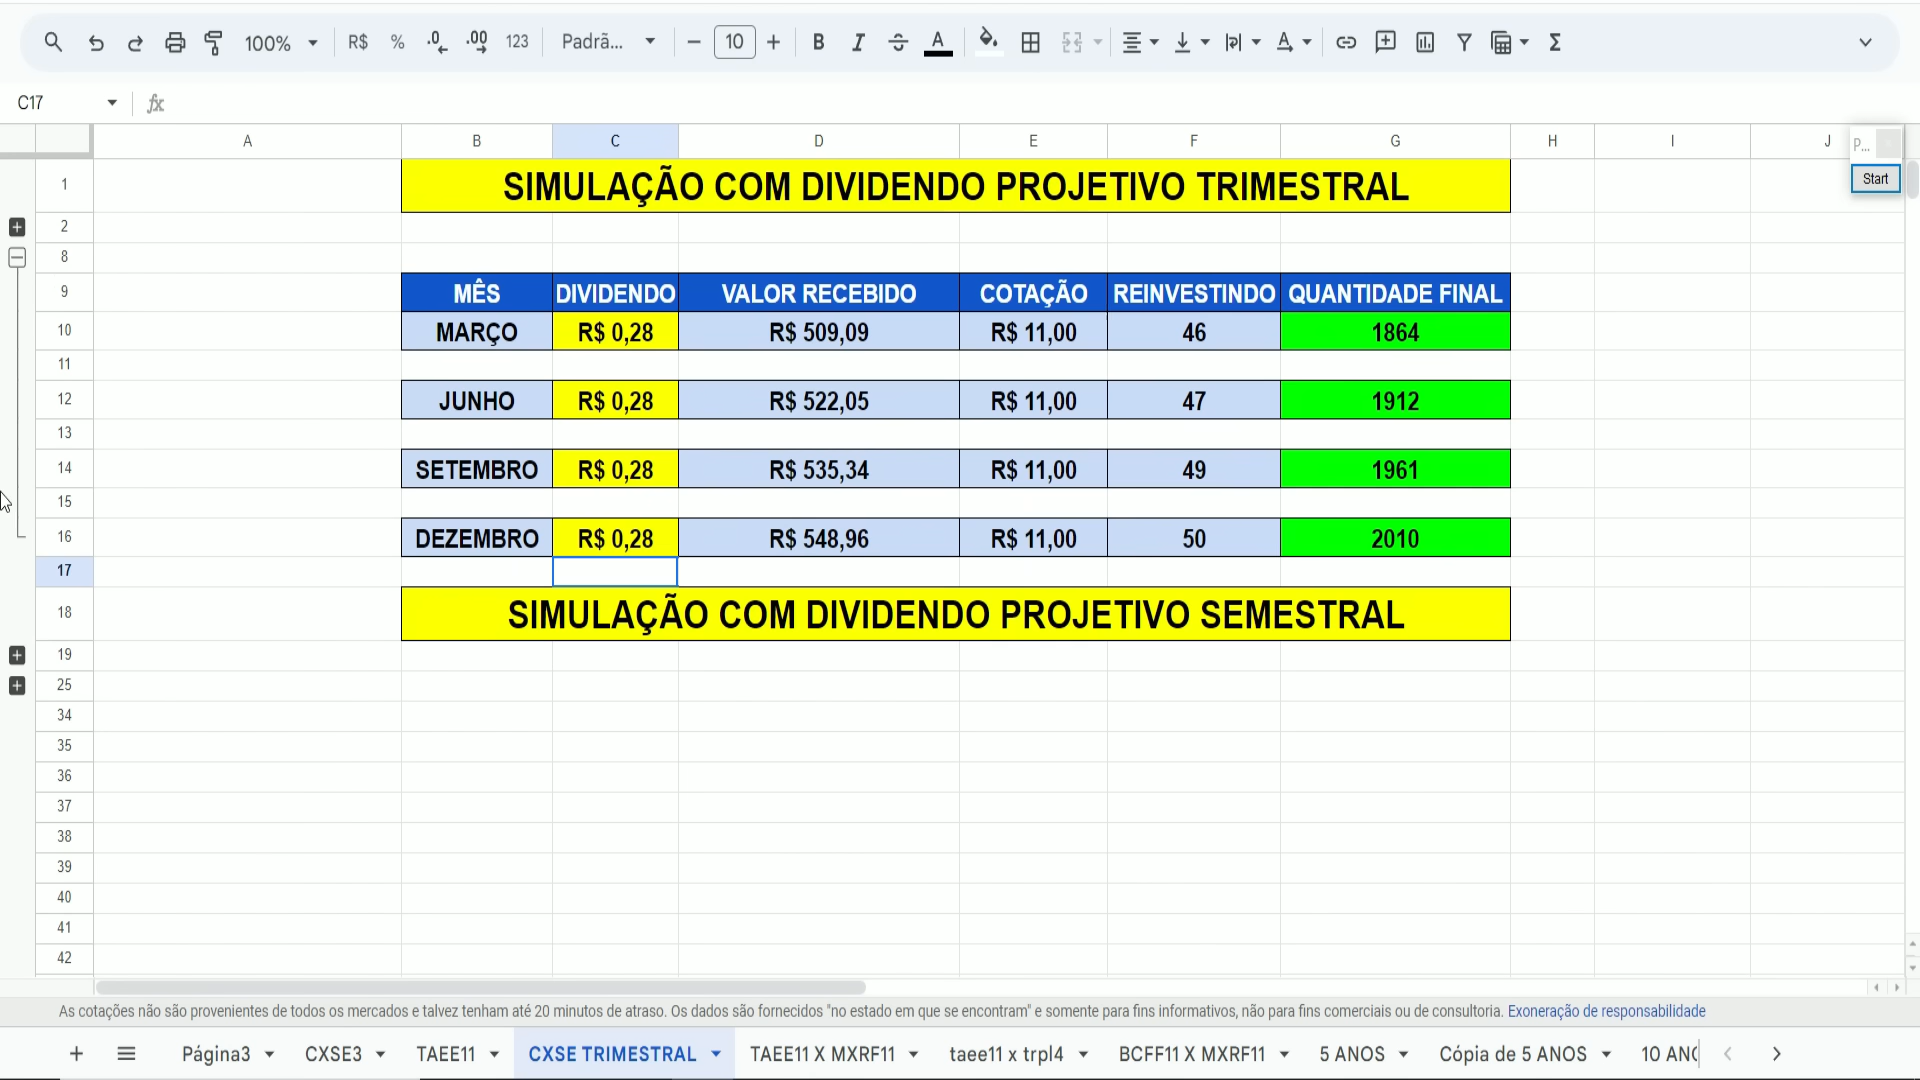 100% R$ % .0 .00 123 Padrã... 10 B I A Σ
C17 fx
A B C D E F G H I J P...
Start
1 SIMULAÇÃO COM DIVIDENDO PROJETIVO TRIMESTRAL
2
8
9 MÊS DIVIDENDO VALOR RECEBIDO COTAÇÃO REINVESTINDO QUANTIDADE FINAL
10 MARÇO R$ 0,28 R$ 509,09 R$ 11,00 46 1864
11
12 JUNHO R$ 0,28 R$ 522,05 R$ 11,00 47 1912
13
14 SETEMBRO R$ 0,28 R$ 535,34 R$ 11,00 49 1961
15
16 DEZEMBRO R$ 0,28 R$ 548,96 R$ 11,00 50 2010
17
18 SIMULAÇÃO COM DIVIDENDO PROJETIVO SEMESTRAL
19
25
34
35
36
37
38
39
40
41
42
As cotações não são provenientes de todos os mercados e talvez tenham até 20 minutos de atraso. Os dados são fornecidos "no estado em que se encontram" e somente para fins informativos, não para fins comerciais ou de consultoria. Exoneração de responsabilidade
Página3 CXSE3 TAEE11 CXSE TRIMESTRAL TAEE11 X MXRF11 taee11 x trpl4 BCFF11 X MXRF11 5 ANOS Cópia de 5 ANOS 10 AN